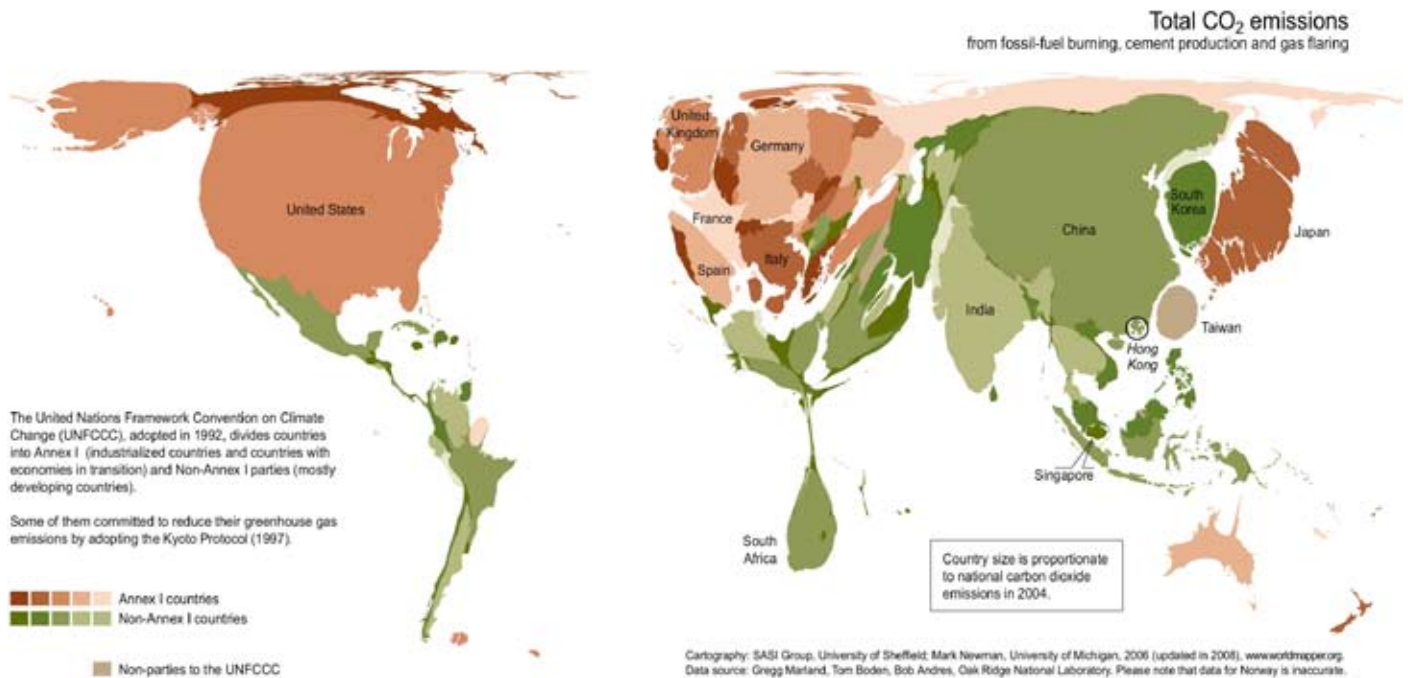 Total CO₂ emissions
from fossil-fuel burning, cement production and gas flaring
United
Kingdom
Germany
United States
France
Spain
Italy
China
South
Korea
Japan
India
Taiwan
Hong
Kong
Singapore
South
Africa
The United Nations Framework Convention on Climate
Change (UNFCCC), adopted in 1992, divides countries
into Annex I (industrialized countries and countries with
economies in transition) and Non-Annex I parties (mostly
developing countries).
Some of them committed to reduce their greenhouse gas
emissions by adopting the Kyoto Protocol (1997).
Annex I countries
Non-Annex I countries
Non-parties to the UNFCCC
Country size is proportionate
to national carbon dioxide
emissions in 2004.
Cartography: SASI Group, University of Sheffield; Mark Newman, University of Michigan, 2006 (updated in 2008), www.worldmapper.org.
Data source: Gregg Marland, Tom Boden, Bob Andres, Oak Ridge National Laboratory. Please note that data for Norway is inaccurate.